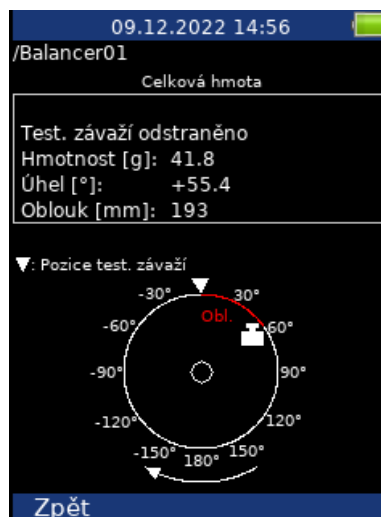 09.12.2022 14:56
/Balancer01
Celková hmota
Test. závaží odstraněno
Hmotnost [g]: 41.8
Úhel [°]: +55.4
Oblouk [mm]: 193
▼: Pozice test. závaží
-30° 30°
Obl.
-60° 60°
-90° 90°
-120° 120°
-150° 180° 150°
Zpět